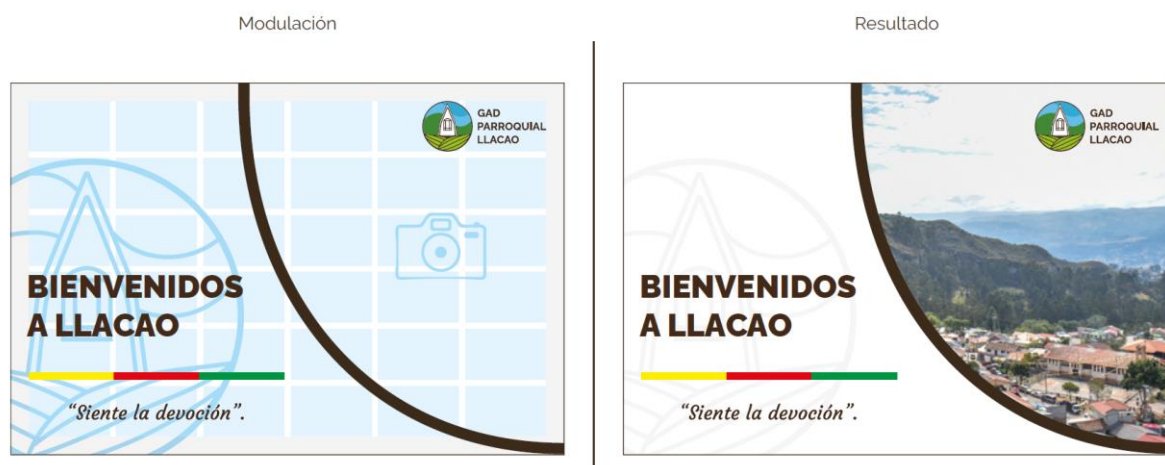 Modulación
Resultado
GAD
PARROQUIAL
LLACAO
BIENVENIDOS
A LLACAO
“Siente la devoción”.
GAD
PARROQUIAL
LLACAO
BIENVENIDOS
A LLACAO
“Siente la devoción”.